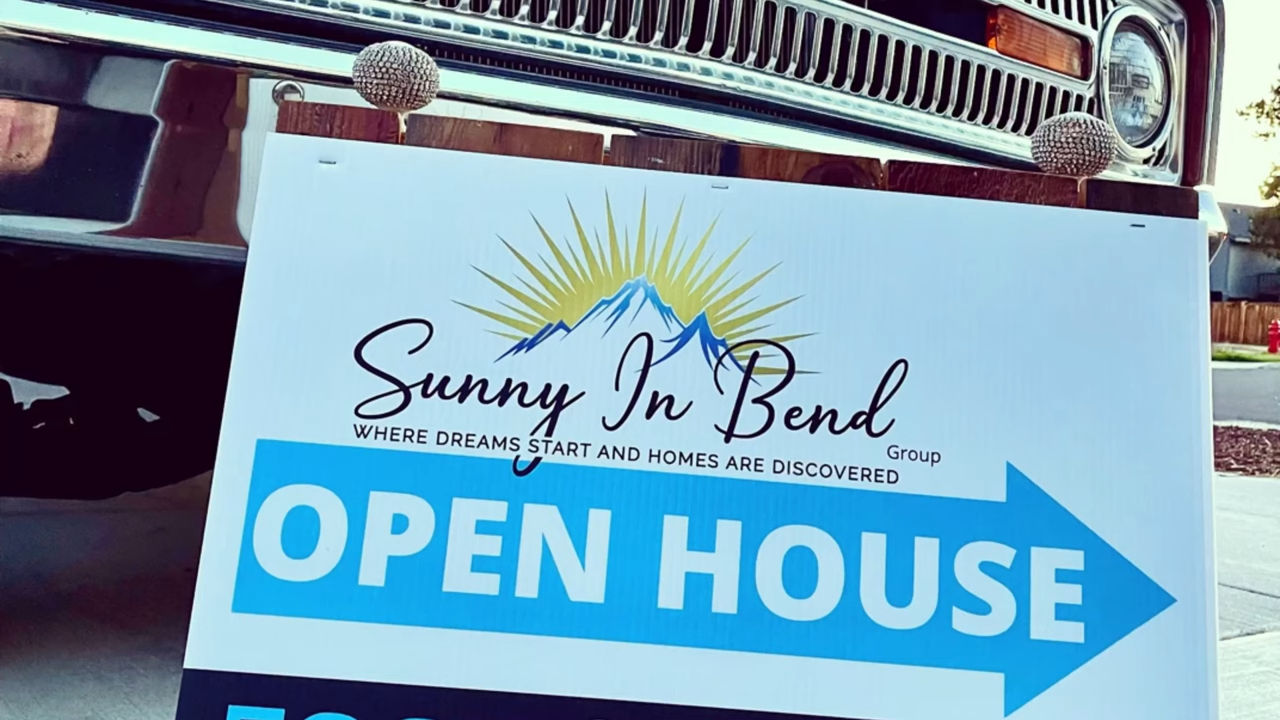 Sunny In Bend
Group
WHERE DREAMS START AND HOMES ARE DISCOVERED
OPEN HOUSE